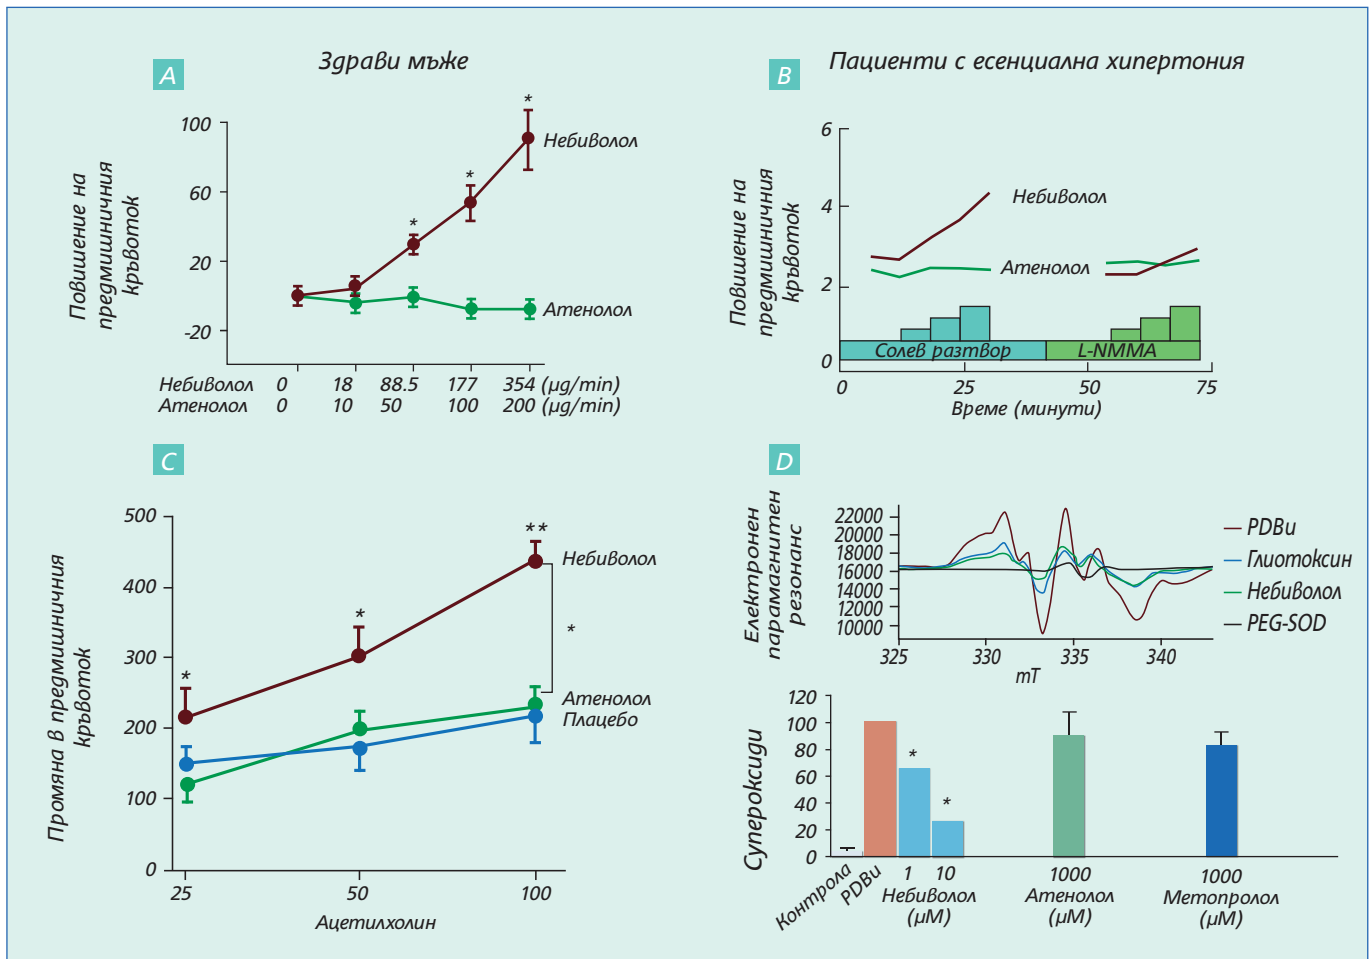 A
Здрави мъже
Повишение на
предмишничния
кръвоток
100
60
20
-20
*
*
*
Небиволол
Атенолол
Небиволол 0 18 88.5 177 354 (µg/min)
Атенолол 0 10 50 100 200 (µg/min)
B
Пациенти с есенциална хипертония
Повишение на
предмишничния
кръвоток
6
4
2
0
Небиволол
Атенолол
Солев разтвор
L-NMMA
0 25 50 75
Време (минути)
C
Промяна в предмишничния
кръвоток
500
400
300
200
100
0
*
*
**
Небиволол
*
Атенолол
Плацебо
25 50 100
Ацетилхолин
D
Електронен
парамагнитен
резонанс
22000
20000
18000
16000
14000
12000
10000
325 330 335 340
mT
PDBu
Глиотоксин
Небиволол
PEG-SOD
Супероксиди
120
100
80
60
40
20
0
*
*
Контрола
PDBu
1 10
Небиволол
(µM)
1000
Атенолол
(µM)
1000
Метопролол
(µM)